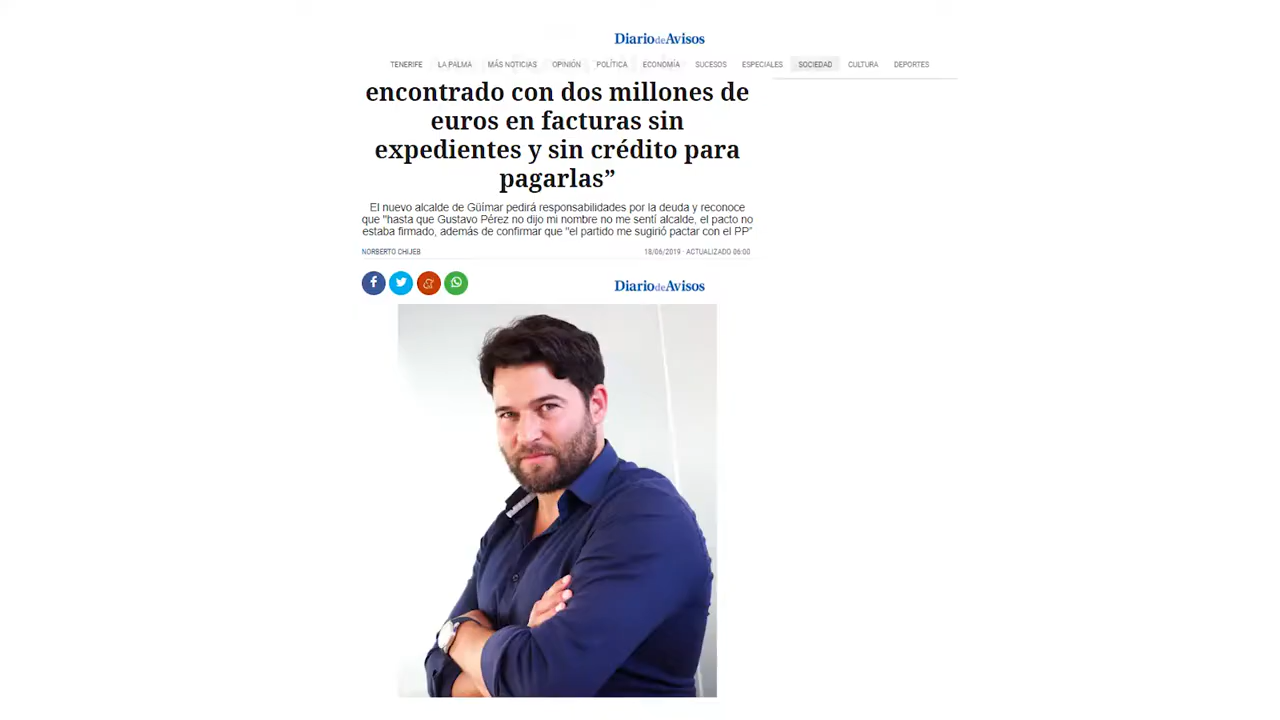 DiariodeAvisos
TENERIFE LA PALMA MÁS NOTICIAS OPINIÓN POLÍTICA ECONOMÍA SUCESOS ESPECIALES SOCIEDAD CULTURA DEPORTES
encontrado con dos millones de
euros en facturas sin
expedientes y sin crédito para
pagarlas”
El nuevo alcalde de Güímar pedirá responsabilidades por la deuda y reconoce
que "hasta que Gustavo Pérez no dijo mi nombre no me sentí alcalde, el pacto no
estaba firmado, además de confirmar que "el partido me sugirió pactar con el PP”
NORBERTO CHIJEB 18/06/2019 · ACTUALIZADO 06:00
DiariodeAvisos